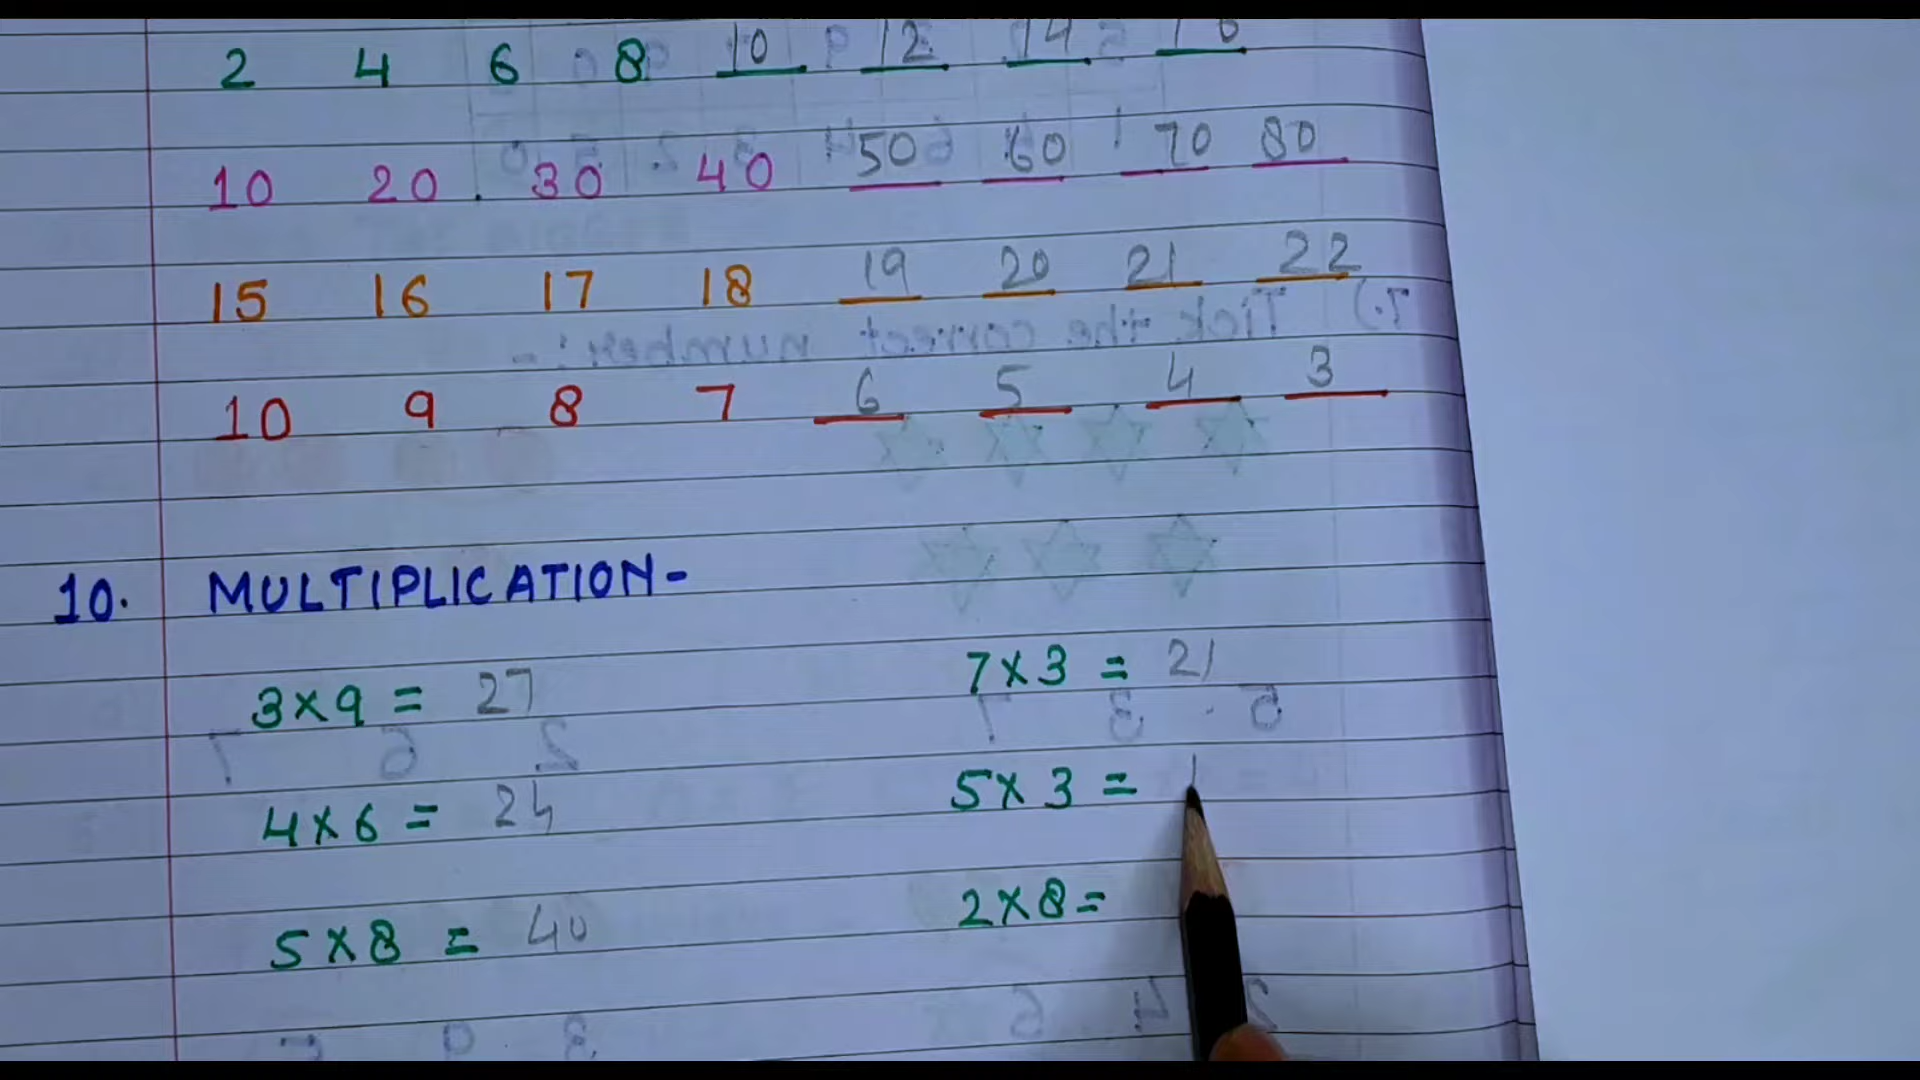 2 4 6 8 10 12 14 16
10 20 30 40 50 60 70 80
15 16 17 18 19 20 21 22
10 9 8 7 6 5 4 3
10. MULTIPLICATION-
3×9 = 27 7×3 = 21
4×6 = 24 5×3 = 1
5×8 = 40 2×8=